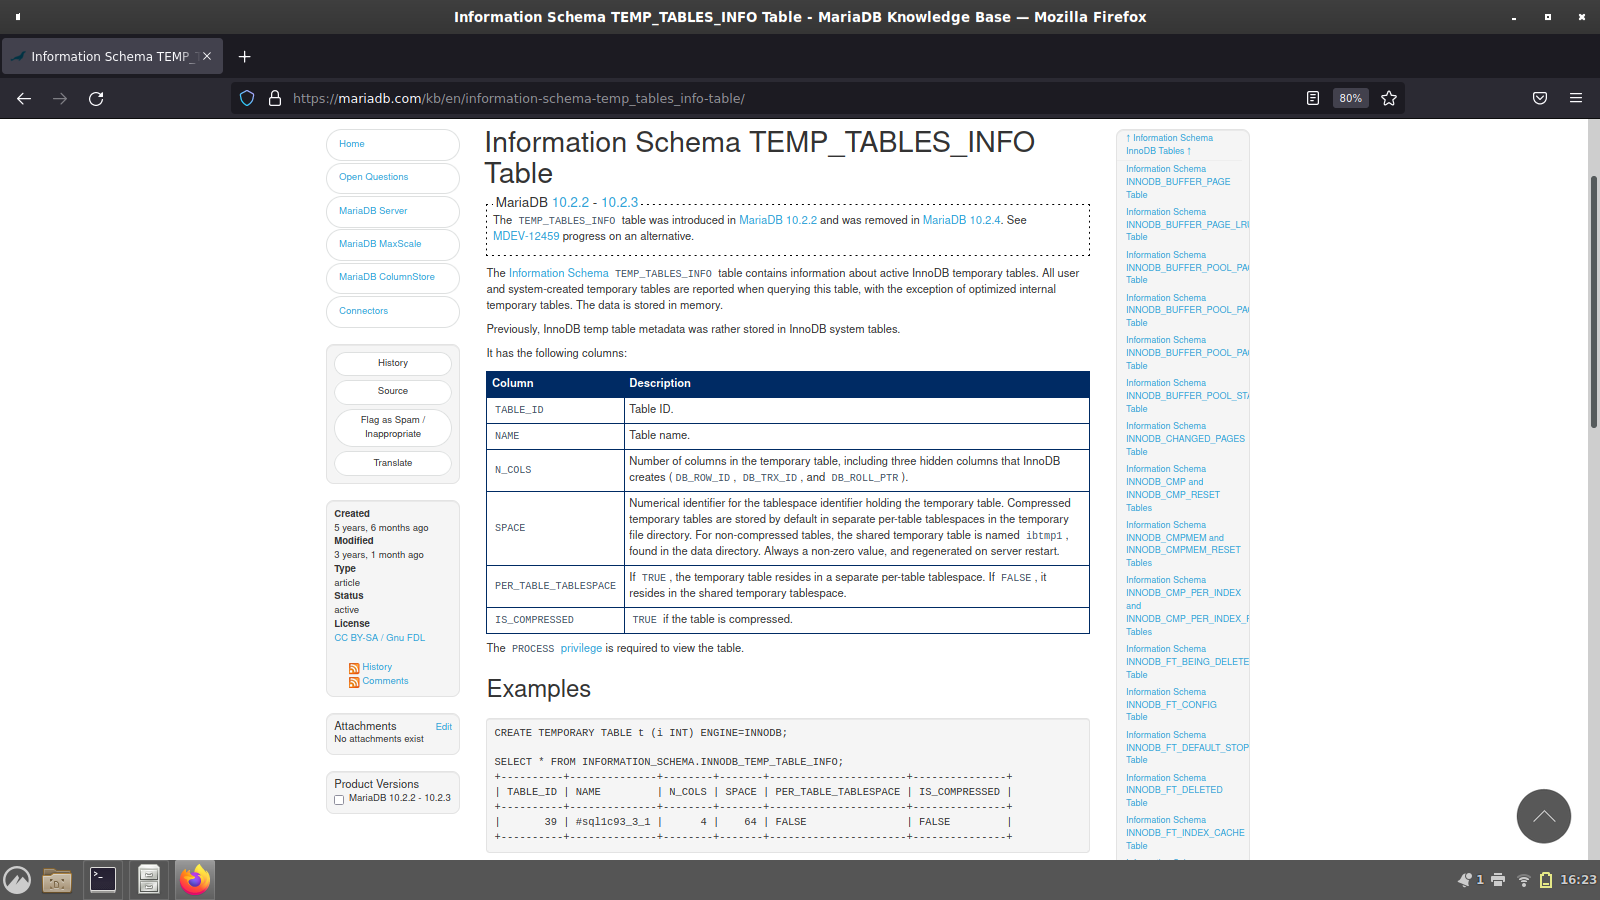 Information Schema TEMP_TABLES_INFO Table - MariaDB Knowledge Base — Mozilla Firefox
Information Schema TEMP_
https://mariadb.com/kb/en/information-schema-temp_tables_info-table/
80%
Home
Open Questions
MariaDB Server
MariaDB MaxScale
MariaDB ColumnStore
Connectors
History
Source
Flag as Spam /
Inappropriate
Translate
Created
5 years, 6 months ago
Modified
3 years, 1 month ago
Type
article
Status
active
License
CC BY-SA / Gnu FDL
History
Comments
Attachments Edit
No attachments exist
Product Versions
MariaDB 10.2.2 - 10.2.3
Information Schema TEMP_TABLES_INFO
Table
MariaDB 10.2.2 - 10.2.3
The TEMP_TABLES_INFO table was introduced in MariaDB 10.2.2 and was removed in MariaDB 10.2.4. See
MDEV-12459 progress on an alternative.
The Information Schema TEMP_TABLES_INFO table contains information about active InnoDB temporary tables. All user
and system-created temporary tables are reported when querying this table, with the exception of optimized internal
temporary tables. The data is stored in memory.
Previously, InnoDB temp table metadata was rather stored in InnoDB system tables.
It has the following columns:
Column Description
TABLE_ID Table ID.
NAME Table name.
N_COLS Number of columns in the temporary table, including three hidden columns that InnoDB
creates ( DB_ROW_ID , DB_TRX_ID , and DB_ROLL_PTR ).
SPACE Numerical identifier for the tablespace identifier holding the temporary table. Compressed
temporary tables are stored by default in separate per-table tablespaces in the temporary
file directory. For non-compressed tables, the shared temporary table is named ibtmp1 ,
found in the data directory. Always a non-zero value, and regenerated on server restart.
PER_TABLE_TABLESPACE If TRUE , the temporary table resides in a separate per-table tablespace. If FALSE , it
resides in the shared temporary tablespace.
IS_COMPRESSED TRUE if the table is compressed.
The PROCESS privilege is required to view the table.
Examples
CREATE TEMPORARY TABLE t (i INT) ENGINE=INNODB;
SELECT * FROM INFORMATION_SCHEMA.INNODB_TEMP_TABLE_INFO;
+----------+--------------+--------+-------+----------------------+---------------+
| TABLE_ID | NAME         | N_COLS | SPACE | PER_TABLE_TABLESPACE | IS_COMPRESSED |
+----------+--------------+--------+-------+----------------------+---------------+
|       39 | #sql1c93_3_1 |      4 |    64 | FALSE                | FALSE         |
+----------+--------------+--------+-------+----------------------+---------------+
↑ Information Schema
InnoDB Tables ↑
Information Schema
INNODB_BUFFER_PAGE
Table
Information Schema
INNODB_BUFFER_PAGE_LRU
Table
Information Schema
INNODB_BUFFER_POOL_PAG
Table
Information Schema
INNODB_BUFFER_POOL_PAG
Table
Information Schema
INNODB_BUFFER_POOL_PAG
Table
Information Schema
INNODB_BUFFER_POOL_STA
Table
Information Schema
INNODB_CHANGED_PAGES
Table
Information Schema
INNODB_CMP and
INNODB_CMP_RESET
Tables
Information Schema
INNODB_CMPMEM and
INNODB_CMPMEM_RESET
Tables
Information Schema
INNODB_CMP_PER_INDEX
and
INNODB_CMP_PER_INDEX_R
Tables
Information Schema
INNODB_FT_BEING_DELETE
Table
Information Schema
INNODB_FT_CONFIG
Table
Information Schema
INNODB_FT_DEFAULT_STOP
Table
Information Schema
INNODB_FT_DELETED
Table
Information Schema
INNODB_FT_INDEX_CACHE
Table
1
16:23